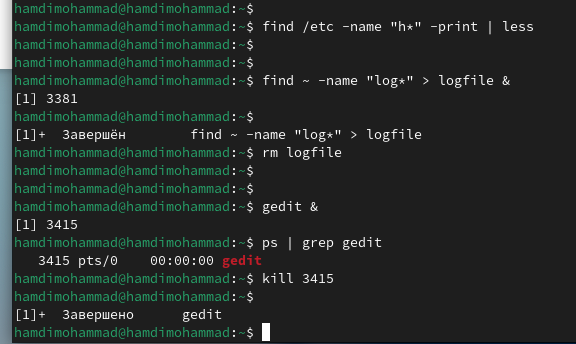 hamdimohammad@hamdimohammad:~$
hamdimohammad@hamdimohammad:~$ find /etc -name "h*" -print | less
hamdimohammad@hamdimohammad:~$
hamdimohammad@hamdimohammad:~$
hamdimohammad@hamdimohammad:~$ find ~ -name "log*" > logfile &
[1] 3381
hamdimohammad@hamdimohammad:~$
[1]+  Завершён        find ~ -name "log*" > logfile
hamdimohammad@hamdimohammad:~$ rm logfile
hamdimohammad@hamdimohammad:~$
hamdimohammad@hamdimohammad:~$
hamdimohammad@hamdimohammad:~$ gedit &
[1] 3415
hamdimohammad@hamdimohammad:~$ ps | grep gedit
   3415 pts/0    00:00:00 gedit
hamdimohammad@hamdimohammad:~$ kill 3415
hamdimohammad@hamdimohammad:~$
[1]+  Завершено      gedit
hamdimohammad@hamdimohammad:~$